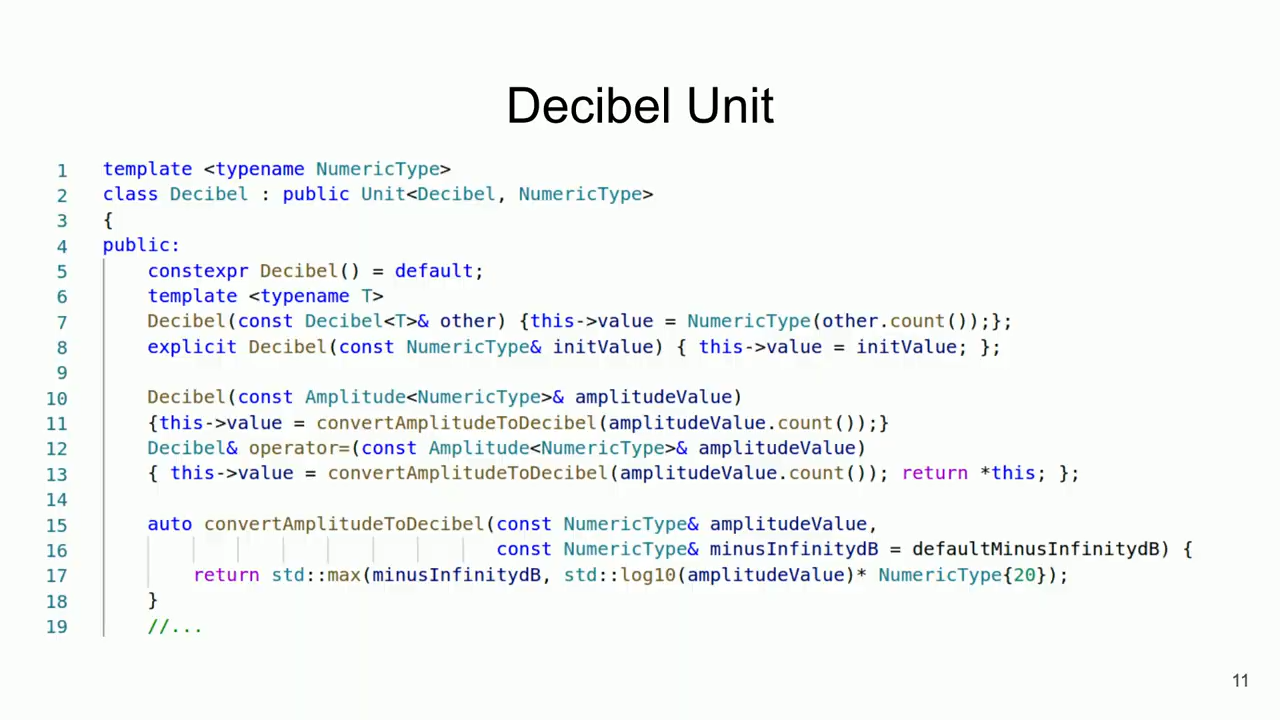 Decibel Unit
1 template <typename NumericType>
2 class Decibel : public Unit<Decibel, NumericType>
3 {
4 public:
5 constexpr Decibel() = default;
6 template <typename T>
7 Decibel(const Decibel<T>& other) {this->value = NumericType(other.count());};
8 explicit Decibel(const NumericType& initValue) { this->value = initValue; };
9
10 Decibel(const Amplitude<NumericType>& amplitudeValue)
11 {this->value = convertAmplitudeToDecibel(amplitudeValue.count());}
12 Decibel& operator=(const Amplitude<NumericType>& amplitudeValue)
13 { this->value = convertAmplitudeToDecibel(amplitudeValue.count()); return *this; };
14
15 auto convertAmplitudeToDecibel(const NumericType& amplitudeValue,
16 const NumericType& minusInfinitydB = defaultMinusInfinitydB) {
17 return std::max(minusInfinitydB, std::log10(amplitudeValue)* NumericType{20});
18 }
19 //...
11